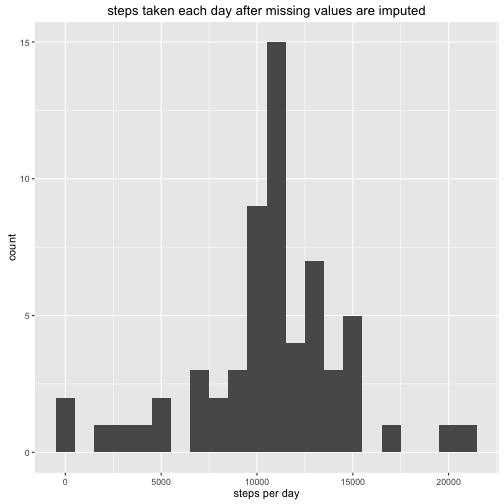 steps taken each day after missing values are imputed
15
10
5
0
count
0 5000 10000 15000 20000
steps per day